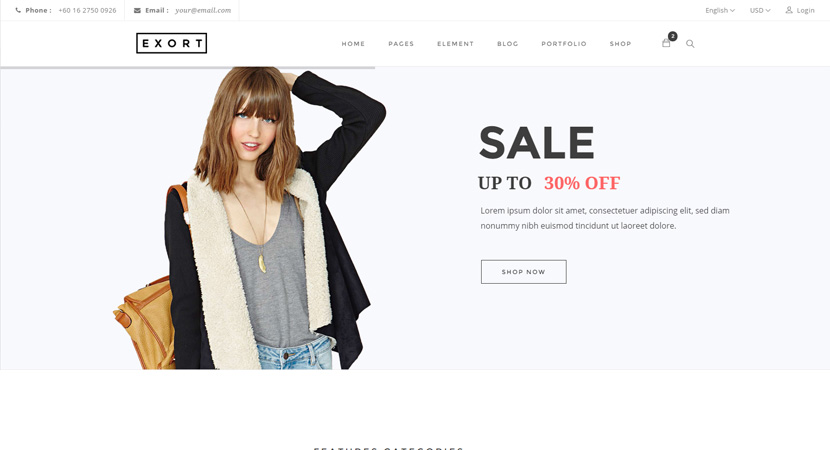 Phone : +60 16 2750 0926 Email : your@email.com English USD Login
EXORT HOME PAGES ELEMENT BLOG PORTFOLIO SHOP 2
SALE
UP TO 30% OFF
Lorem ipsum dolor sit amet, consectetuer adipiscing elit, sed diam
nonummy nibh euismod tincidunt ut laoreet dolore.
SHOP NOW
FEATURES CATEGORIES